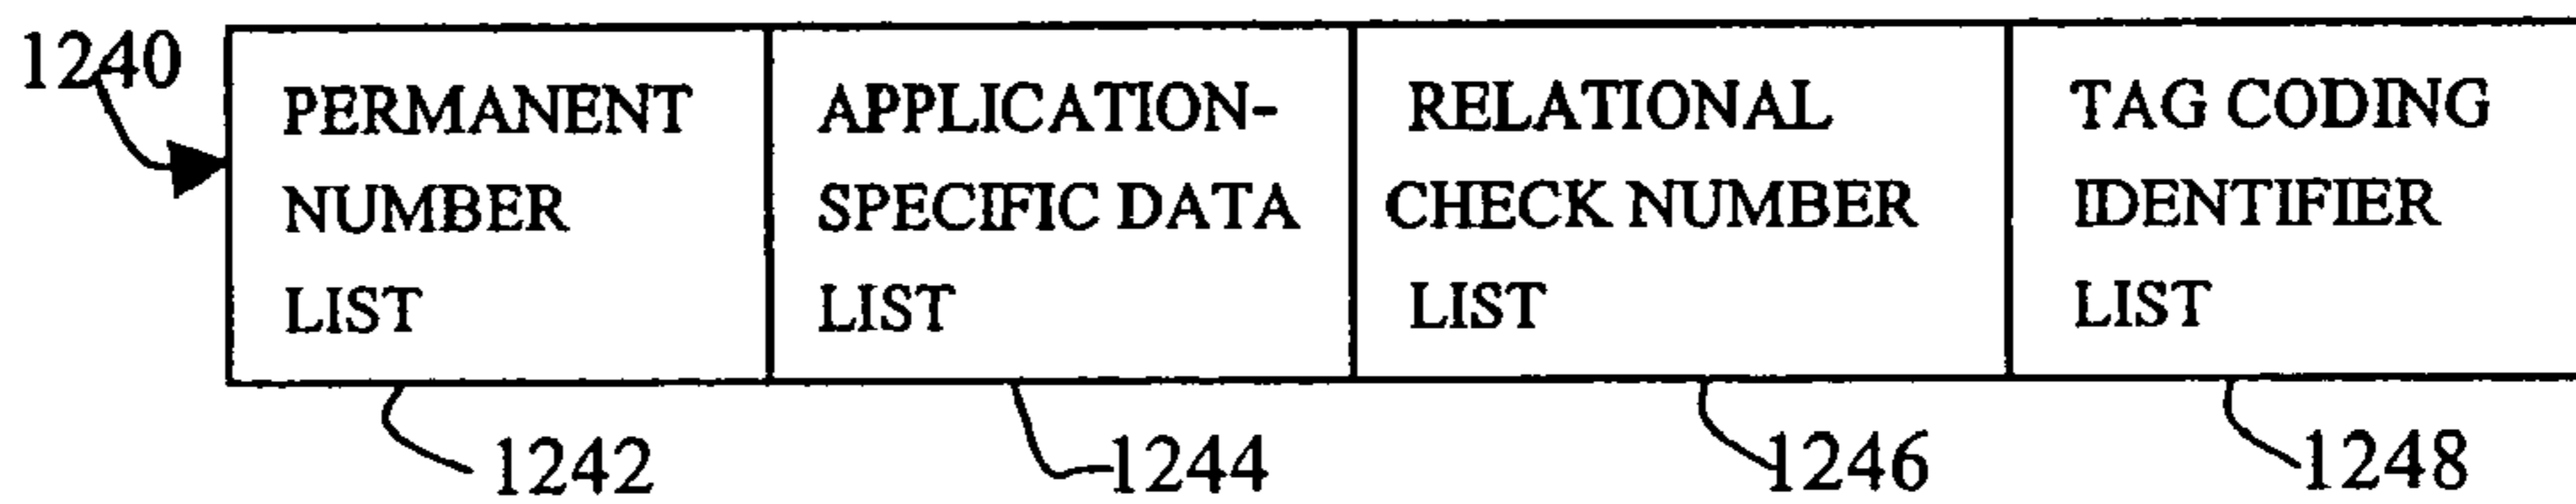 1240
PERMANENT
NUMBER
LIST
APPLICATION-
SPECIFIC DATA
LIST
RELATIONAL
CHECK NUMBER
LIST
TAG CODING
IDENTIFIER
LIST
1242
1244
1246
1248